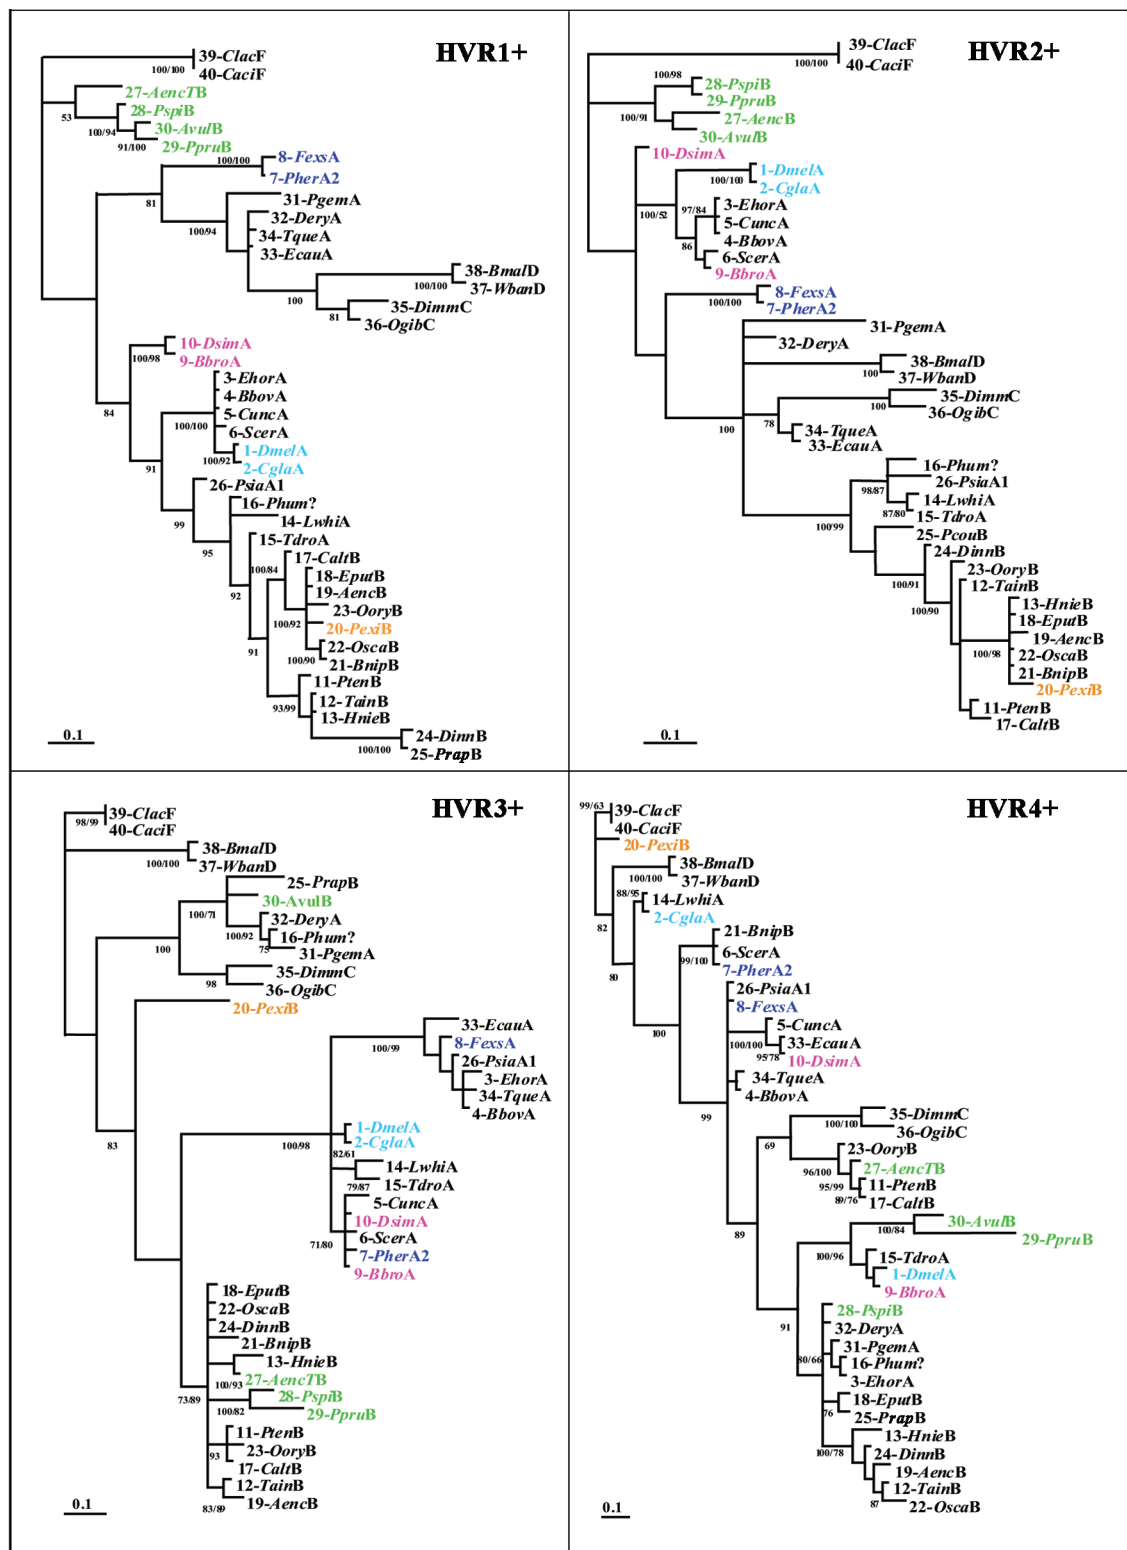 HVR1+
39-ClacF
100/100
40-CaciF
27-AencTB
53
28-PspiB
100/94
30-AvulB
91/100
29-PpruB
100/100
8-FexsA
7-PherA2
81
31-PgemA
32-DeryA
100/94
34-TqueA
33-EcauA
38-BmalD
100/100
37-WbanD
100
35-DimmC
81
36-OgibC
10-DsimA
100/98
9-BbroA
3-EhorA
84
4-BbovA
5-CuncA
100/100
6-ScerA
1-DmelA
100/92
2-CglaA
91
26-PsiaA1
16-Phum?
99
14-LwhiA
95
15-TdroA
17-CaltB
100/84
18-EputB
92
19-AencB
23-OoryB
100/92
20-PexiB
91
22-OscaB
100/90
21-BnipB
11-PtenB
93/99
12-TainB
13-HnieB
24-DinnB
100/100
25-PrapB
0.1
HVR2+
39-ClacF
100/100
40-CaciF
100/98
28-PspiB
29-PpruB
100/91
27-AencB
30-AvulB
10-DsimA
1-DmelA
100/100
2-CglaA
3-EhorA
97/84
100/52
5-CuncA
4-BbovA
86
6-ScerA
9-BbroA
8-FexsA
100/100
7-PherA2
31-PgemA
32-DeryA
38-BmalD
100
37-WbanD
35-DimmC
100
36-OgibC
100
78
34-TqueA
33-EcauA
16-Phum?
98/87
26-PsiaA1
14-LwhiA
87/80
15-TdroA
100/99
25-PcouB
24-DinnB
23-OoryB
100/91
12-TainB
100/90
13-HnieB
18-EputB
19-AencB
100/98
22-OscaB
21-BnipB
20-PexiB
11-PtenB
17-CaltB
0.1
HVR3+
39-ClacF
98/99
40-CaciF
38-BmalD
100/100
37-WbanD
25-PrapB
30-AvulB
100/71
32-DeryA
100/92
16-Phum?
75
31-PgemA
100
35-DimmC
98
36-OgibC
20-PexiB
33-EcauA
100/99
8-FexsA
26-PsiaA1
3-EhorA
34-TqueA
4-BbovA
83
1-DmelA
100/98
2-CglaA
82/61
14-LwhiA
79/87
15-TdroA
5-CuncA
10-DsimA
6-ScerA
71/80
7-PherA2
9-BbroA
18-EputB
22-OscaB
24-DinnB
21-BnipB
13-HnieB
100/93
27-AencTB
73/89
28-PspiB
100/82
29-PpruB
11-PtenB
93
23-OoryB
17-CaltB
12-TainB
83/89
19-AencB
0.1
HVR4+
99/63
39-ClacF
40-CaciF
20-PexiB
38-BmalD
100/100
37-WbanD
88/95
14-LwhiA
2-CglaA
82
21-BnipB
6-ScerA
99/100
7-PherA2
80
26-PsiaA1
8-FexsA
5-CuncA
100
100/100
33-EcauA
95/78
10-DsimA
34-TqueA
4-BbovA
99
35-DimmC
100/100
36-OgibC
69
23-OoryB
96/100
27-AencTB
95/99
11-PtenB
89/76
17-CaltB
30-AvulB
100/84
89
29-PpruB
100/96
15-TdroA
1-DmelA
9-BbroA
28-PspiB
91
32-DeryA
31-PgemA
80/66
16-Phum?
3-EhorA
18-EputB
76
25-PrapB
13-HnieB
100/78
24-DinnB
19-AencB
12-TainB
87
22-OscaB
0.1